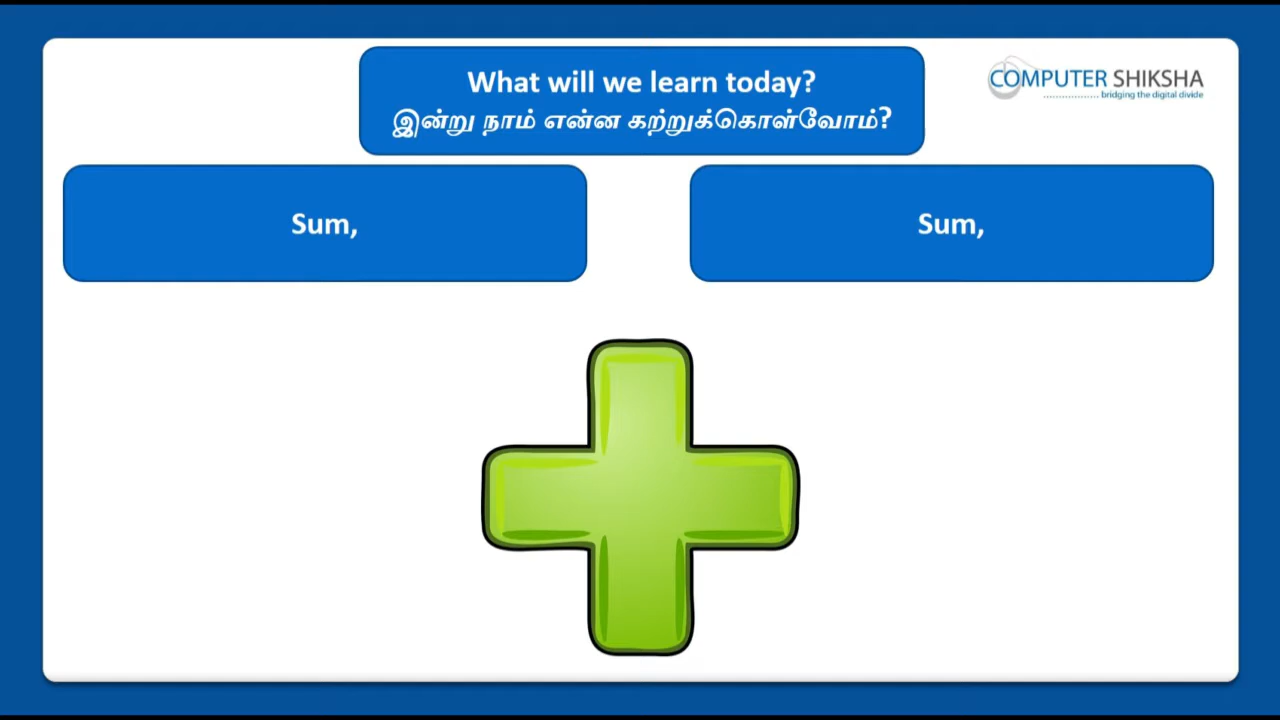 What will we learn today?
இன்று நாம் என்ன கற்றுக்கொள்வோம்?
COMPUTER SHIKSHA
bridging the digital divide
Sum,
Sum,